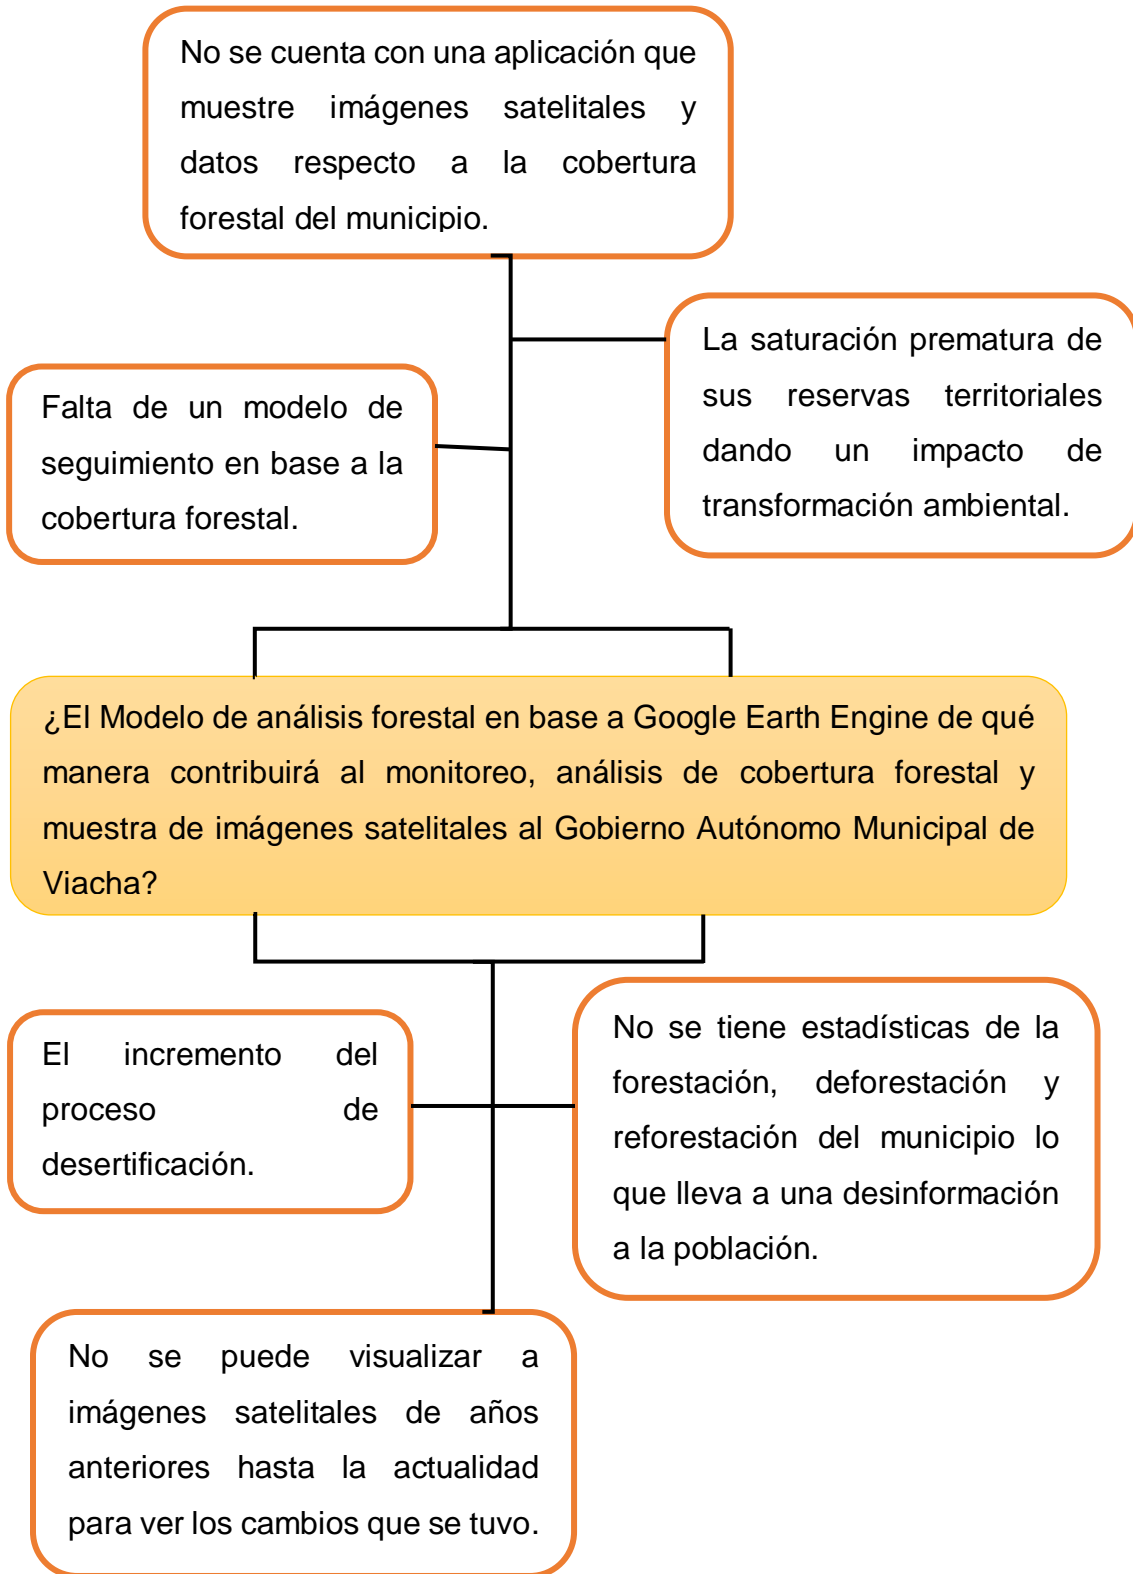 No se cuenta con una aplicación que
muestre imágenes satelitales y
datos respecto a la cobertura
forestal del municipio.
La saturación prematura de
sus reservas territoriales
dando un impacto de
transformación ambiental.
Falta de un modelo de
seguimiento en base a la
cobertura forestal.
¿El Modelo de análisis forestal en base a Google Earth Engine de qué
manera contribuirá al monitoreo, análisis de cobertura forestal y
muestra de imágenes satelitales al Gobierno Autónomo Municipal de
Viacha?
El incremento del
proceso de
desertificación.
No se tiene estadísticas de la
forestación, deforestación y
reforestación del municipio lo
que lleva a una desinformación
a la población.
No se puede visualizar a
imágenes satelitales de años
anteriores hasta la actualidad
para ver los cambios que se tuvo.